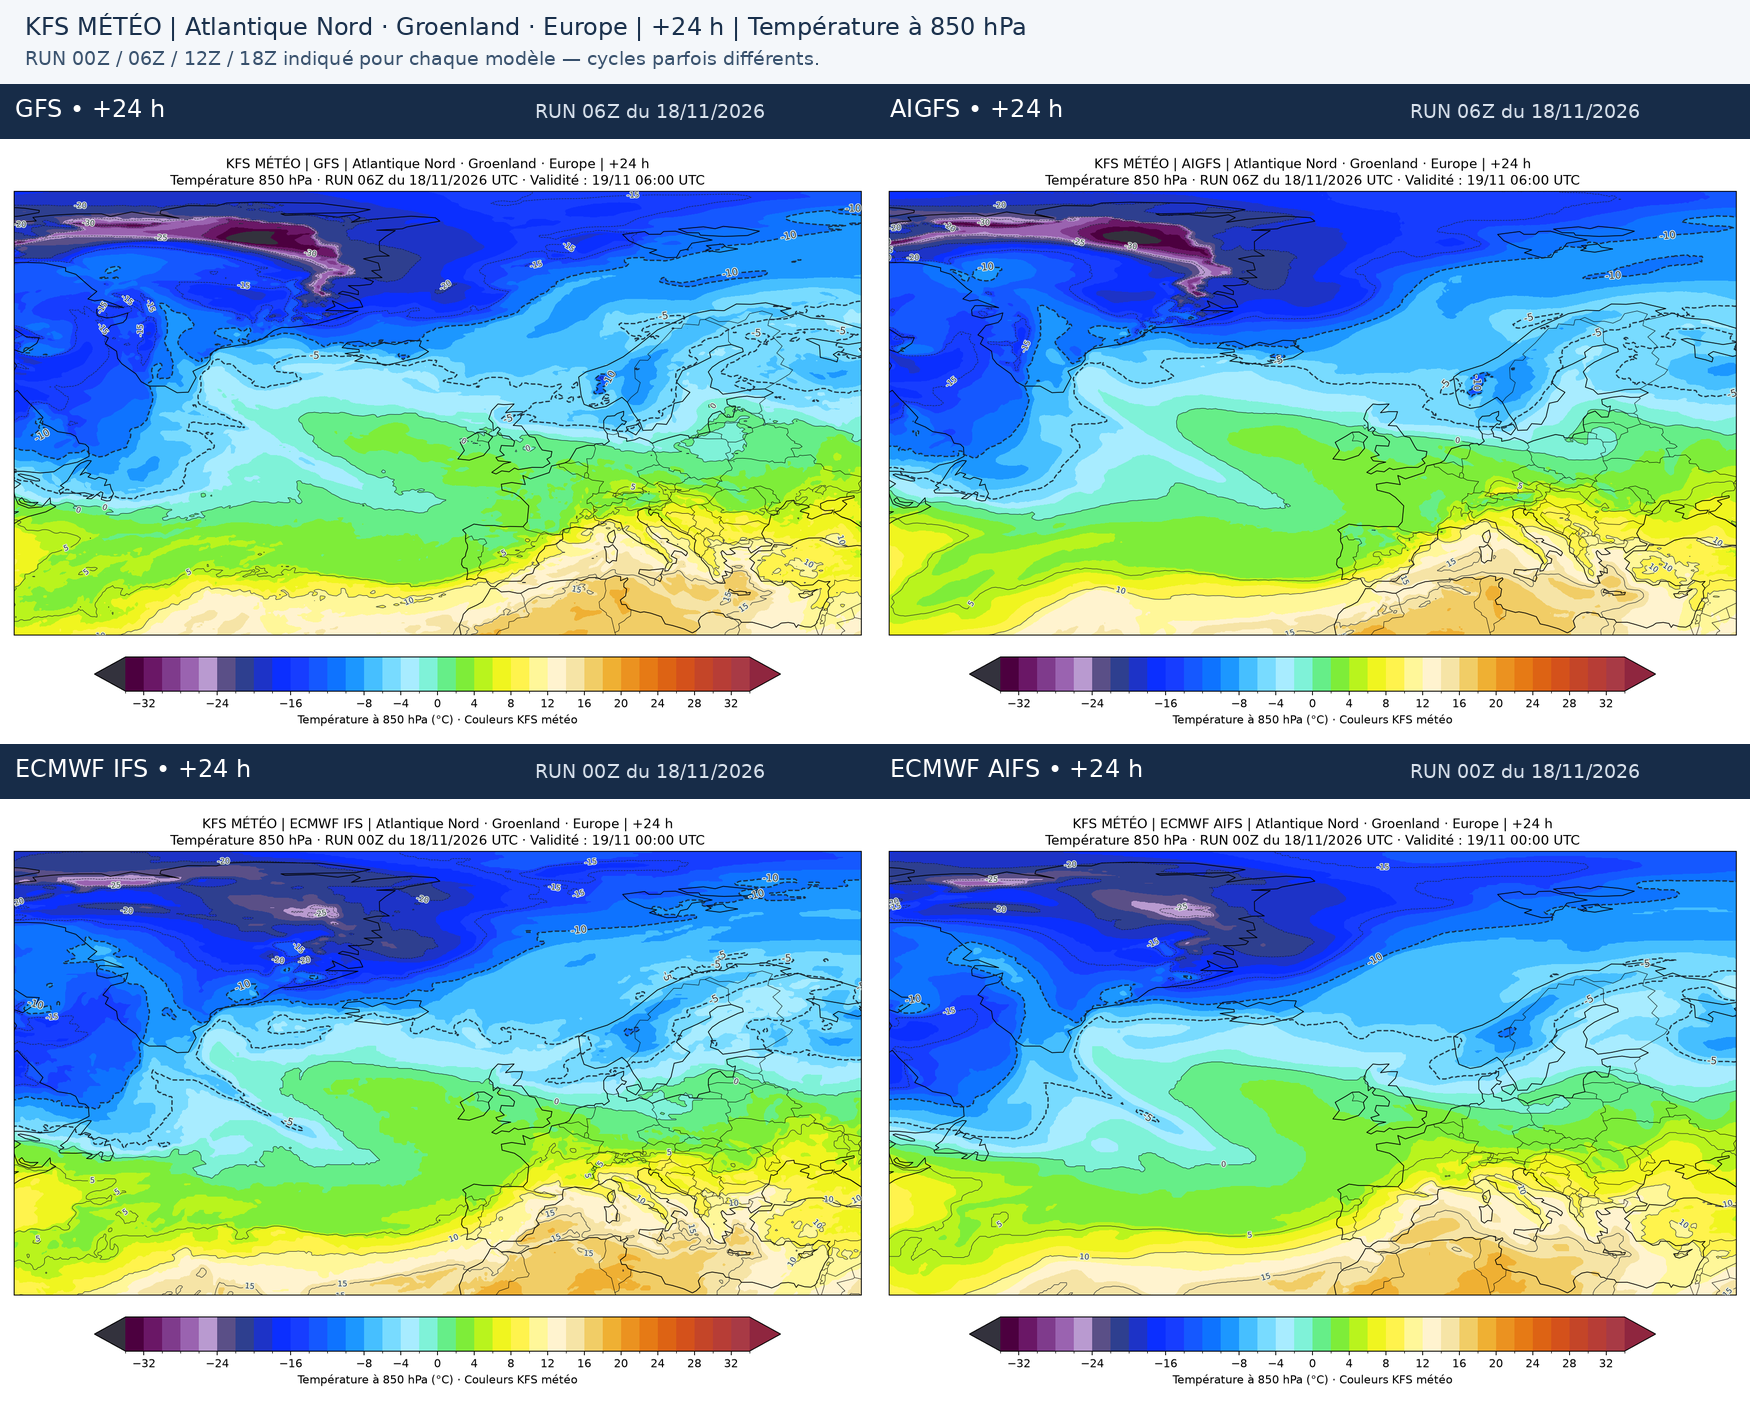 KFS MÉTÉO | Atlantique Nord · Groenland · Europe | +24 h | Température à 850 hPa
RUN 00Z / 06Z / 12Z / 18Z indiqué pour chaque modèle — cycles parfois différents.
GFS • +24 h
RUN 06Z du 18/11/2026
AIGFS • +24 h
RUN 06Z du 18/11/2026
KFS MÉTÉO | GFS | Atlantique Nord · Groenland · Europe | +24 h
Température 850 hPa · RUN 06Z du 18/11/2026 UTC · Validité : 19/11 06:00 UTC
KFS MÉTÉO | AIGFS | Atlantique Nord · Groenland · Europe | +24 h
Température 850 hPa · RUN 06Z du 18/11/2026 UTC · Validité : 19/11 06:00 UTC
−32 −24 −16 −8 −4 0 4 8 12 16 20 24 28 32
Température à 850 hPa (°C) · Couleurs KFS météo
−32 −24 −16 −8 −4 0 4 8 12 16 20 24 28 32
Température à 850 hPa (°C) · Couleurs KFS météo
ECMWF IFS • +24 h
RUN 00Z du 18/11/2026
ECMWF AIFS • +24 h
RUN 00Z du 18/11/2026
KFS MÉTÉO | ECMWF IFS | Atlantique Nord · Groenland · Europe | +24 h
Température 850 hPa · RUN 00Z du 18/11/2026 UTC · Validité : 19/11 00:00 UTC
KFS MÉTÉO | ECMWF AIFS | Atlantique Nord · Groenland · Europe | +24 h
Température 850 hPa · RUN 00Z du 18/11/2026 UTC · Validité : 19/11 00:00 UTC
−32 −24 −16 −8 −4 0 4 8 12 16 20 24 28 32
Température à 850 hPa (°C) · Couleurs KFS météo
−32 −24 −16 −8 −4 0 4 8 12 16 20 24 28 32
Température à 850 hPa (°C) · Couleurs KFS météo